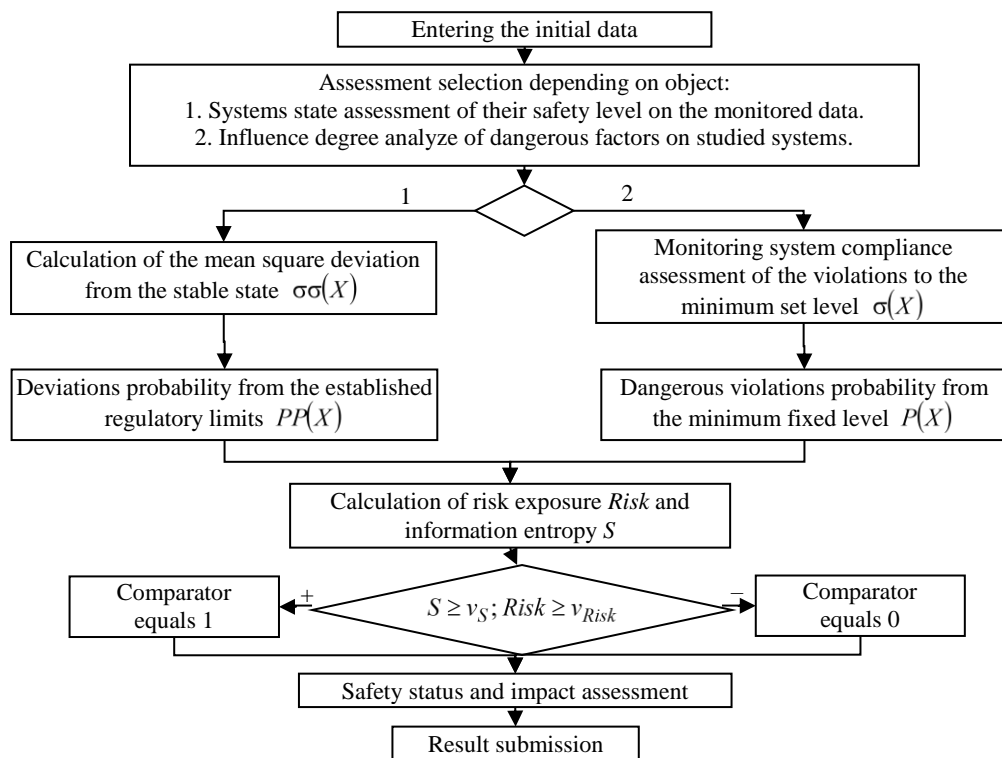 Entering the initial data
Assessment selection depending on object:
1. Systems state assessment of their safety level on the monitored data.
2. Influence degree analyze of dangerous factors on studied systems.
1
2
Calculation of the mean square deviation
from the stable state σσ(X)
Monitoring system compliance
assessment of the violations to the
minimum set level σ(X)
Deviations probability from the established
regulatory limits PP(X)
Dangerous violations probability from
the minimum fixed level P(X)
Calculation of risk exposure Risk and
information entropy S
Comparator
equals 1
+
S ≥ v_S; Risk ≥ v_Risk
−
Comparator
equals 0
Safety status and impact assessment
Result submission